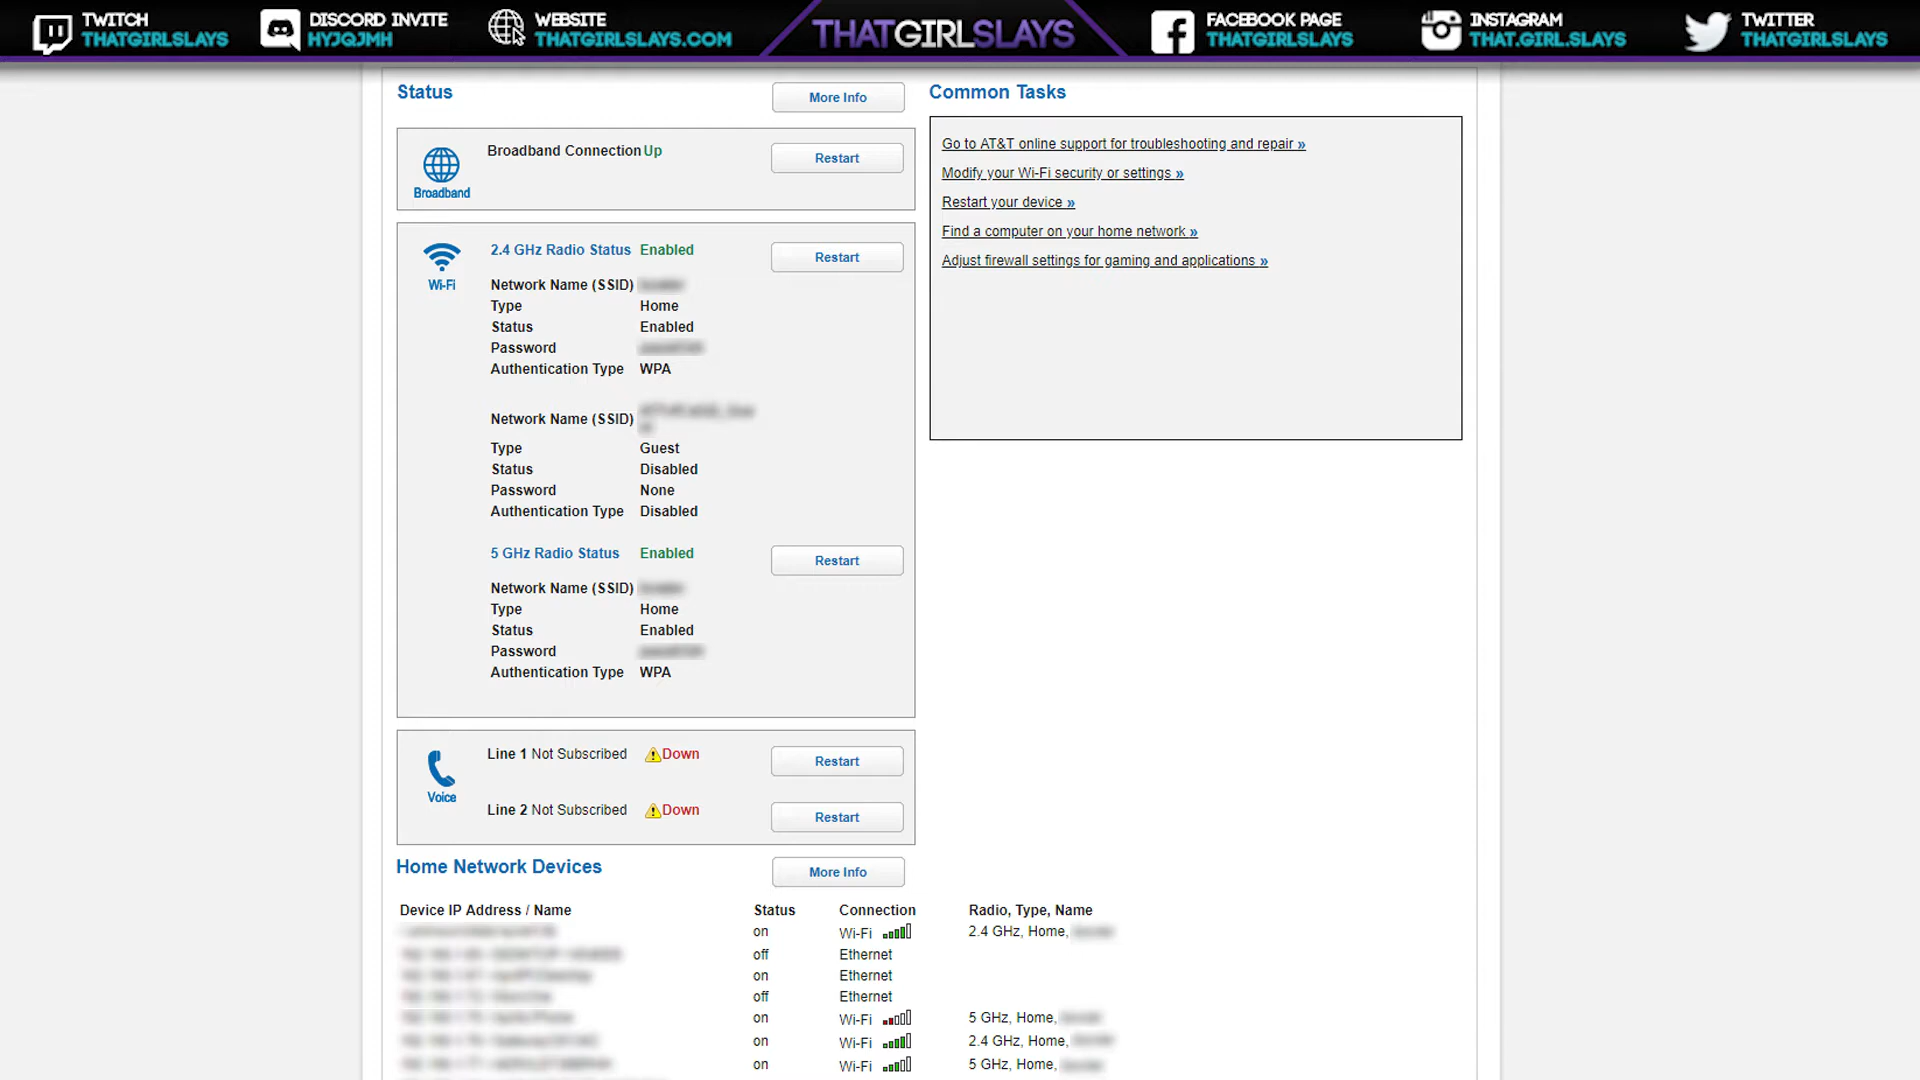 TWITCH
THATGIRLSLAYS
DISCORD INVITE
HYJQJMH
WEBSITE
THATGIRLSLAYS.COM
THATGIRLSLAYS
FACEBOOK PAGE
THATGIRLSLAYS
INSTAGRAM
THAT.GIRL.SLAYS
TWITTER
THATGIRLSLAYS
Status
More Info
Broadband
Broadband Connection Up
Restart
Wi-Fi
2.4 GHz Radio Status Enabled
Restart
Network Name (SSID)
Type Home
Status Enabled
Password
Authentication Type WPA
Network Name (SSID)
Type Guest
Status Disabled
Password None
Authentication Type Disabled
5 GHz Radio Status Enabled
Restart
Network Name (SSID)
Type Home
Status Enabled
Password
Authentication Type WPA
Voice
Line 1 Not Subscribed Down
Restart
Line 2 Not Subscribed Down
Restart
Common Tasks
Go to AT&T online support for troubleshooting and repair »
Modify your Wi-Fi security or settings »
Restart your device »
Find a computer on your home network »
Adjust firewall settings for gaming and applications »
Home Network Devices
More Info
Device IP Address / Name Status Connection Radio, Type, Name
on Wi-Fi 2.4 GHz, Home,
off Ethernet
on Ethernet
off Ethernet
on Wi-Fi 5 GHz, Home,
on Wi-Fi 2.4 GHz, Home,
on Wi-Fi 5 GHz, Home,